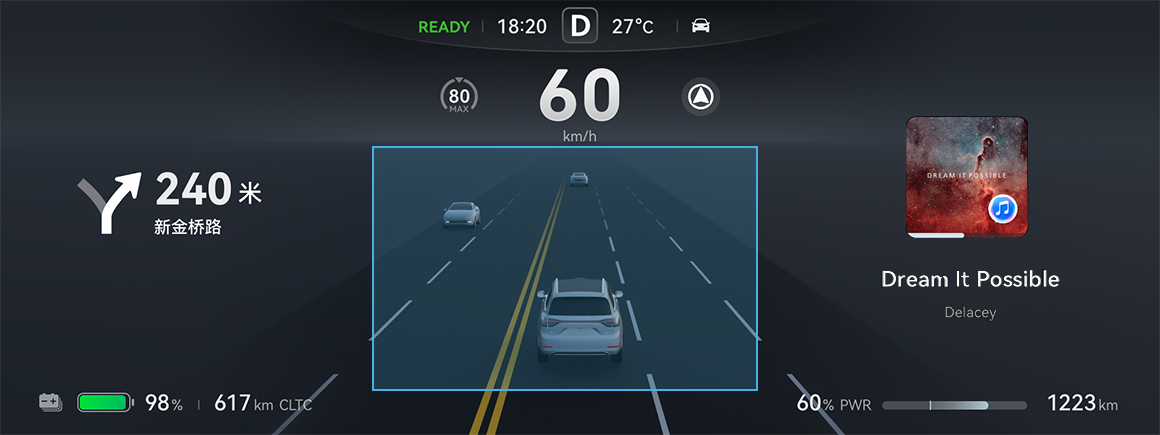 READY | 18:20 D 27°C |
80
MAX
60
km/h
240 米
新金桥路
DREAM IT POSSIBLE
Dream It Possible
Delacey
98% | 617 km CLTC
60% PWR
1223 km